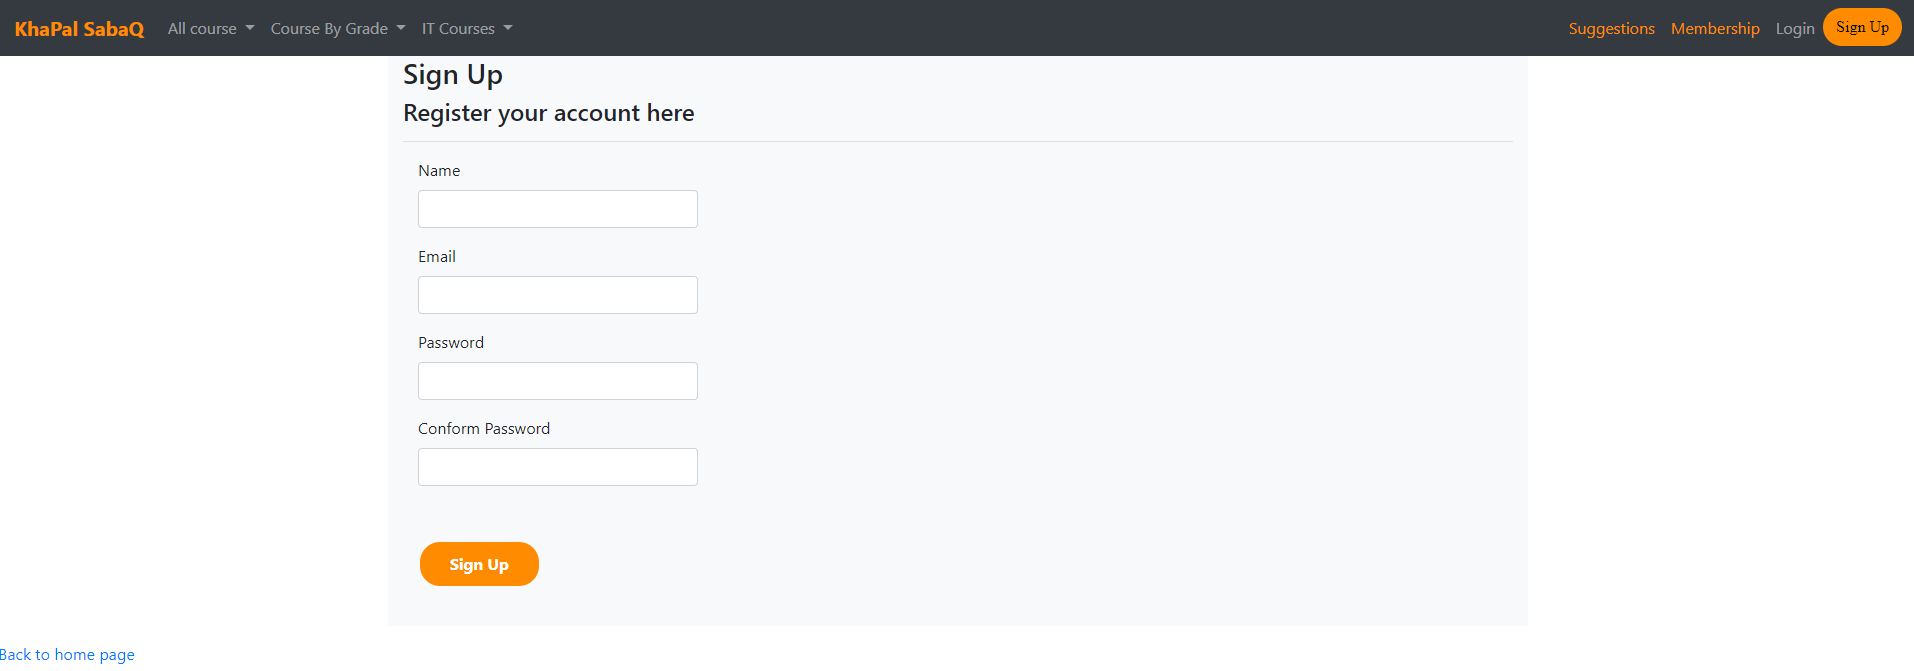 KhaPal SabaQ All course Course By Grade IT Courses Suggestions Membership Login Sign Up
Sign Up
Register your account here
Name
Email
Password
Conform Password
Sign Up
Back to home page